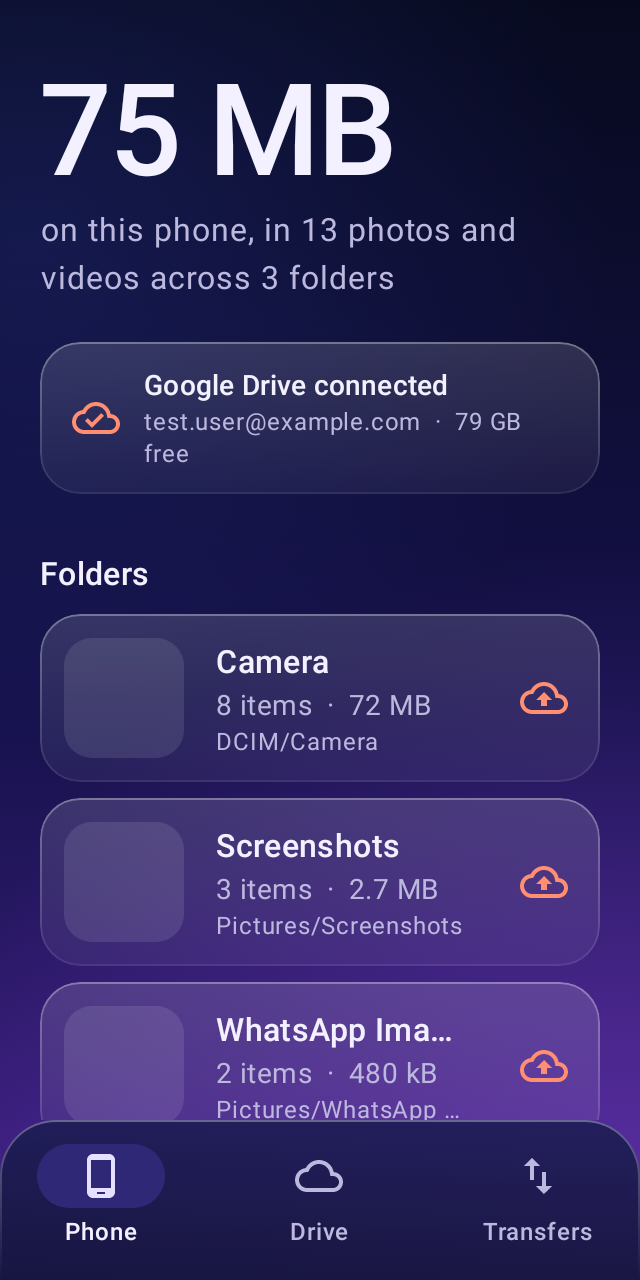 75 MB
on this phone, in 13 photos and
videos across 3 folders
Google Drive connected
test.user@example.com · 79 GB
free
Folders
Camera
8 items · 72 MB
DCIM/Camera
Screenshots
3 items · 2.7 MB
Pictures/Screenshots
WhatsApp Ima…
2 items · 480 kB
Pictures/WhatsApp …
Phone
Drive
Transfers